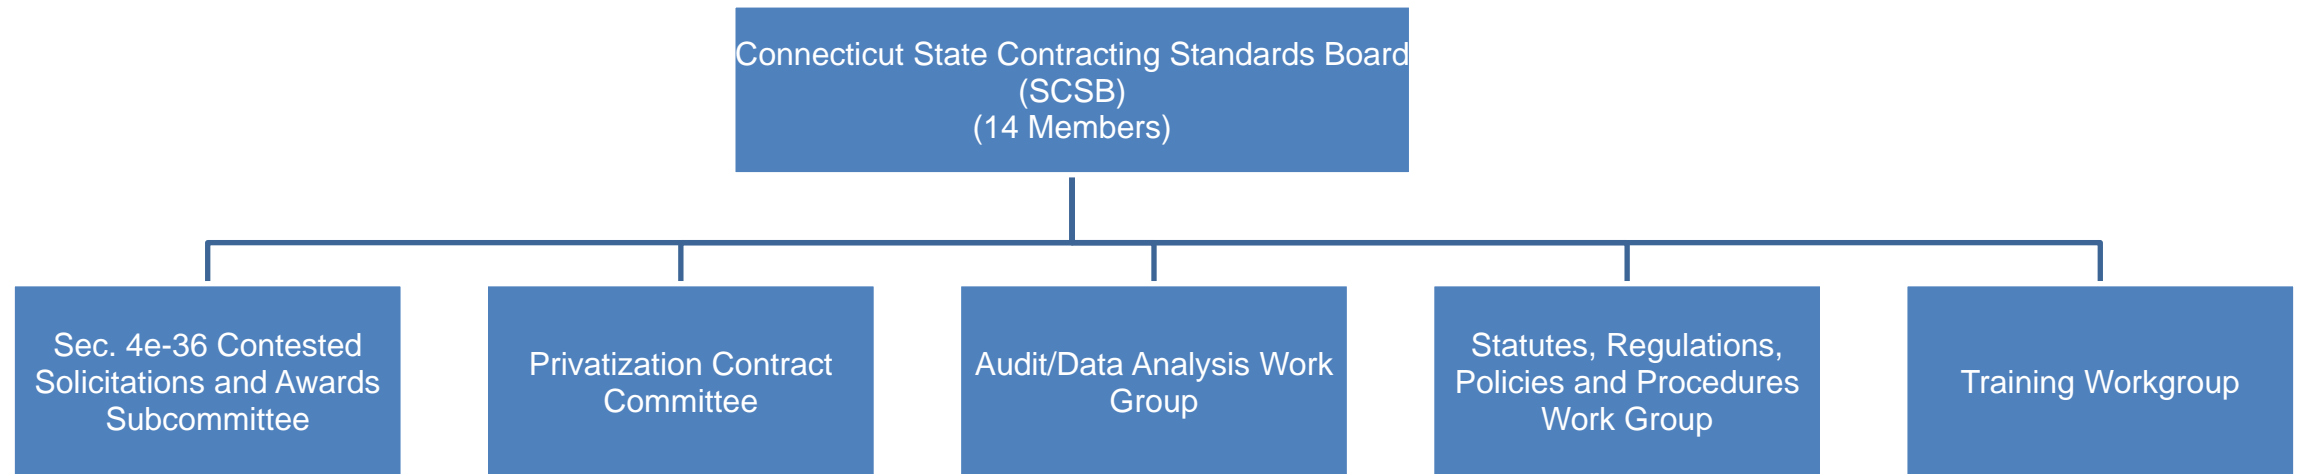 Connecticut State Contracting Standards Board
(SCSB)
(14 Members)
Sec. 4e-36 Contested
Solicitations and Awards
Subcommittee
Privatization Contract
Committee
Audit/Data Analysis Work
Group
Statutes, Regulations,
Policies and Procedures
Work Group
Training Workgroup